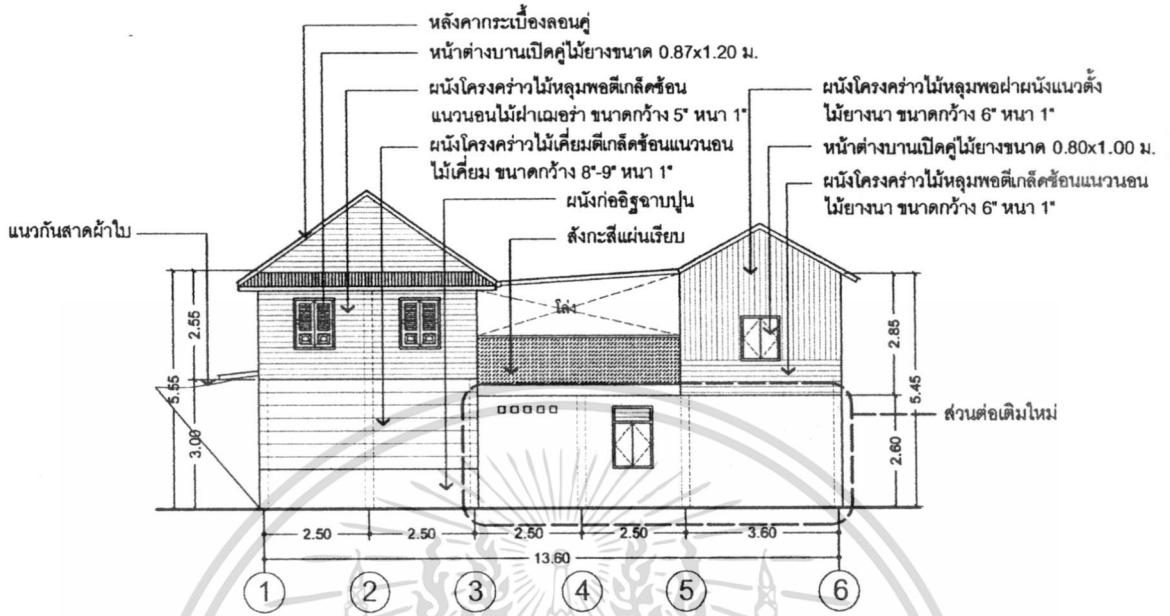 หลังคากระเบื้องลอนคู่
หน้าต่างบานเปิดคู่ไม้ยางขนาด 0.87x1.20 ม.
ผนังโครงคร่าวไม้หลุมพอตีเกล็ดซ้อน
แนวนอนไม้ฝาเฌอร่า ขนาดกว้าง 5" หนา 1"
ผนังโครงคร่าวไม้เคี่ยมตีเกล็ดซ้อนแนวนอน
ไม้เคี่ยม ขนาดกว้าง 8"-9" หนา 1"
ผนังก่ออิฐฉาบปูน
สังกะสีแผ่นเรียบ
ผนังโครงคร่าวไม้หลุมพอฝาผนังแนวตั้ง
ไม้ยางนา ขนาดกว้าง 6" หนา 1"
หน้าต่างบานเปิดคู่ไม้ยางขนาด 0.80x1.00 ม.
ผนังโครงคร่าวไม้หลุมพอตีเกล็ดซ้อนแนวนอน
ไม้ยางนา ขนาดกว้าง 6" หนา 1"
แนวกันสาดผ้าใบ
โล่ง
2.55
5.55
3.00
2.85
5.45
2.60
ส่วนต่อเติมใหม่
2.50 2.50 2.50 2.50 3.60
13.60
1 2 3 4 5 6